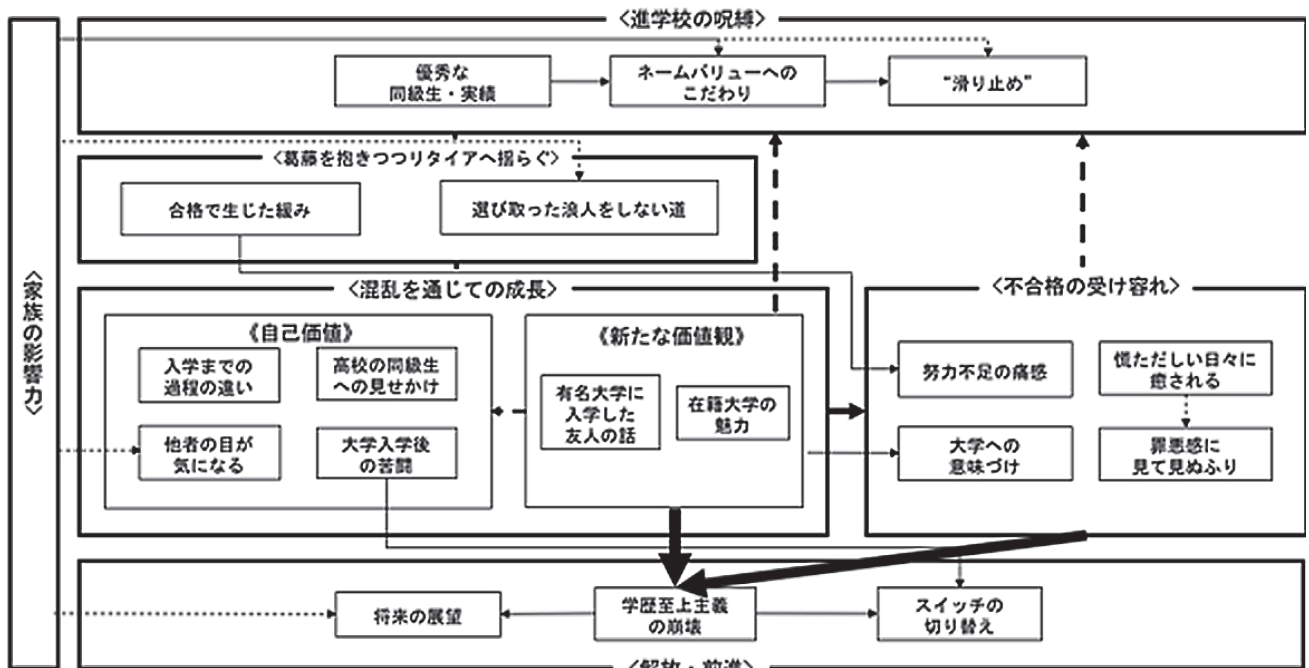 〈進学校の呪縛〉
優秀な
同級生・実績
ネームバリューへの
こだわり
“滑り止め”
〈葛藤を抱きつつリタイアへ揺らぐ〉
合格で生じた緩み
選び取った浪人をしない道
〈家族の影響力〉
〈混乱を通じての成長〉
《自己価値》
入学までの
過程の違い
高校の同級生
への見せかけ
他者の目が
気になる
大学入学後
の苦闘
《新たな価値観》
有名大学に
入学した
友人の話
在籍大学の
魅力
〈不合格の受け容れ〉
努力不足の痛感
慌ただしい日々に
癒される
大学への
意味づけ
罪悪感に
見て見ぬふり
将来の展望
学歴至上主義
の崩壊
スイッチの
切り替え
〈解放・前進〉